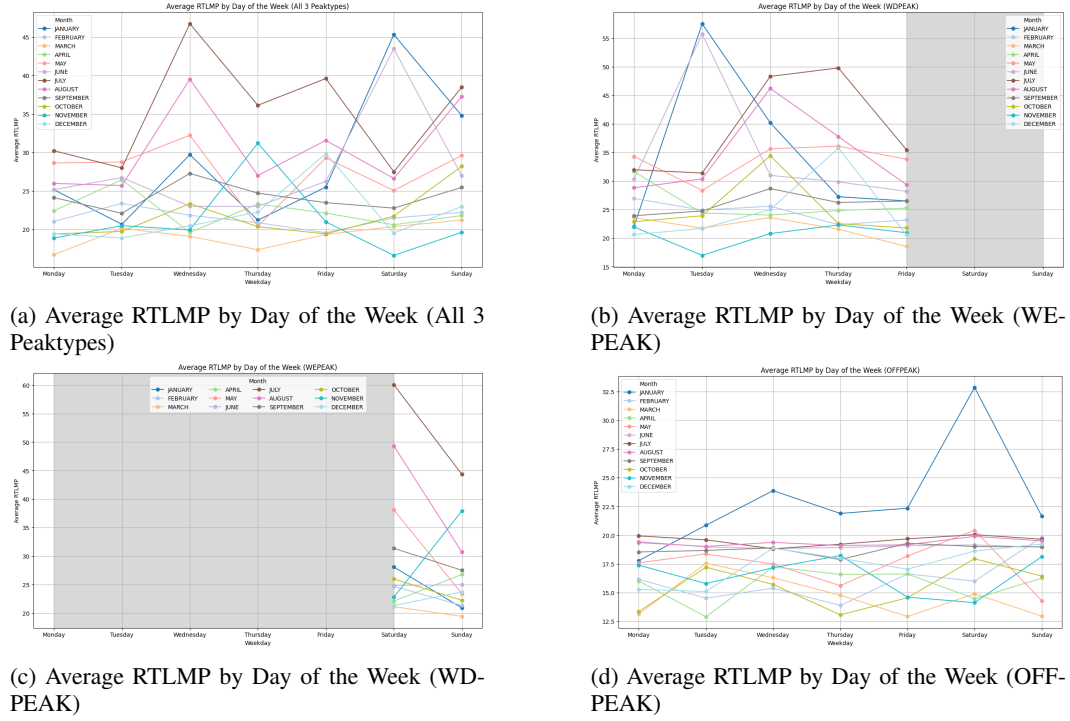 Average RTLMP by Day of the Week (All 3 Peaktypes)
Month
JANUARY
FEBRUARY
MARCH
APRIL
MAY
JUNE
JULY
AUGUST
SEPTEMBER
OCTOBER
NOVEMBER
DECEMBER
45
40
35
30
25
20
Average RTLMP
Monday Tuesday Wednesday Thursday Friday Saturday Sunday
Weekday
(a) Average RTLMP by Day of the Week (All 3
Peaktypes)
Average RTLMP by Day of the Week (WDPEAK)
Month
JANUARY
FEBRUARY
MARCH
APRIL
MAY
JUNE
JULY
AUGUST
SEPTEMBER
OCTOBER
NOVEMBER
DECEMBER
60
55
50
45
40
35
30
25
20
15
Average RTLMP
Monday Tuesday Wednesday Thursday Friday Saturday Sunday
Weekday
(b) Average RTLMP by Day of the Week (WE-
PEAK)
Average RTLMP by Day of the Week (WEPEAK)
Month
JANUARY APRIL JULY OCTOBER
FEBRUARY MAY AUGUST NOVEMBER
MARCH JUNE SEPTEMBER DECEMBER
60
55
50
45
40
35
30
25
20
Average RTLMP
Monday Tuesday Wednesday Thursday Friday Saturday Sunday
Weekday
(c) Average RTLMP by Day of the Week (WD-
PEAK)
Average RTLMP by Day of the Week (OFFPEAK)
Month
JANUARY
FEBRUARY
MARCH
APRIL
MAY
JUNE
JULY
AUGUST
SEPTEMBER
OCTOBER
NOVEMBER
DECEMBER
32.5
30.0
27.5
25.0
22.5
20.0
17.5
15.0
12.5
Average RTLMP
Monday Tuesday Wednesday Thursday Friday Saturday Sunday
Weekday
(d) Average RTLMP by Day of the Week (OFF-
PEAK)